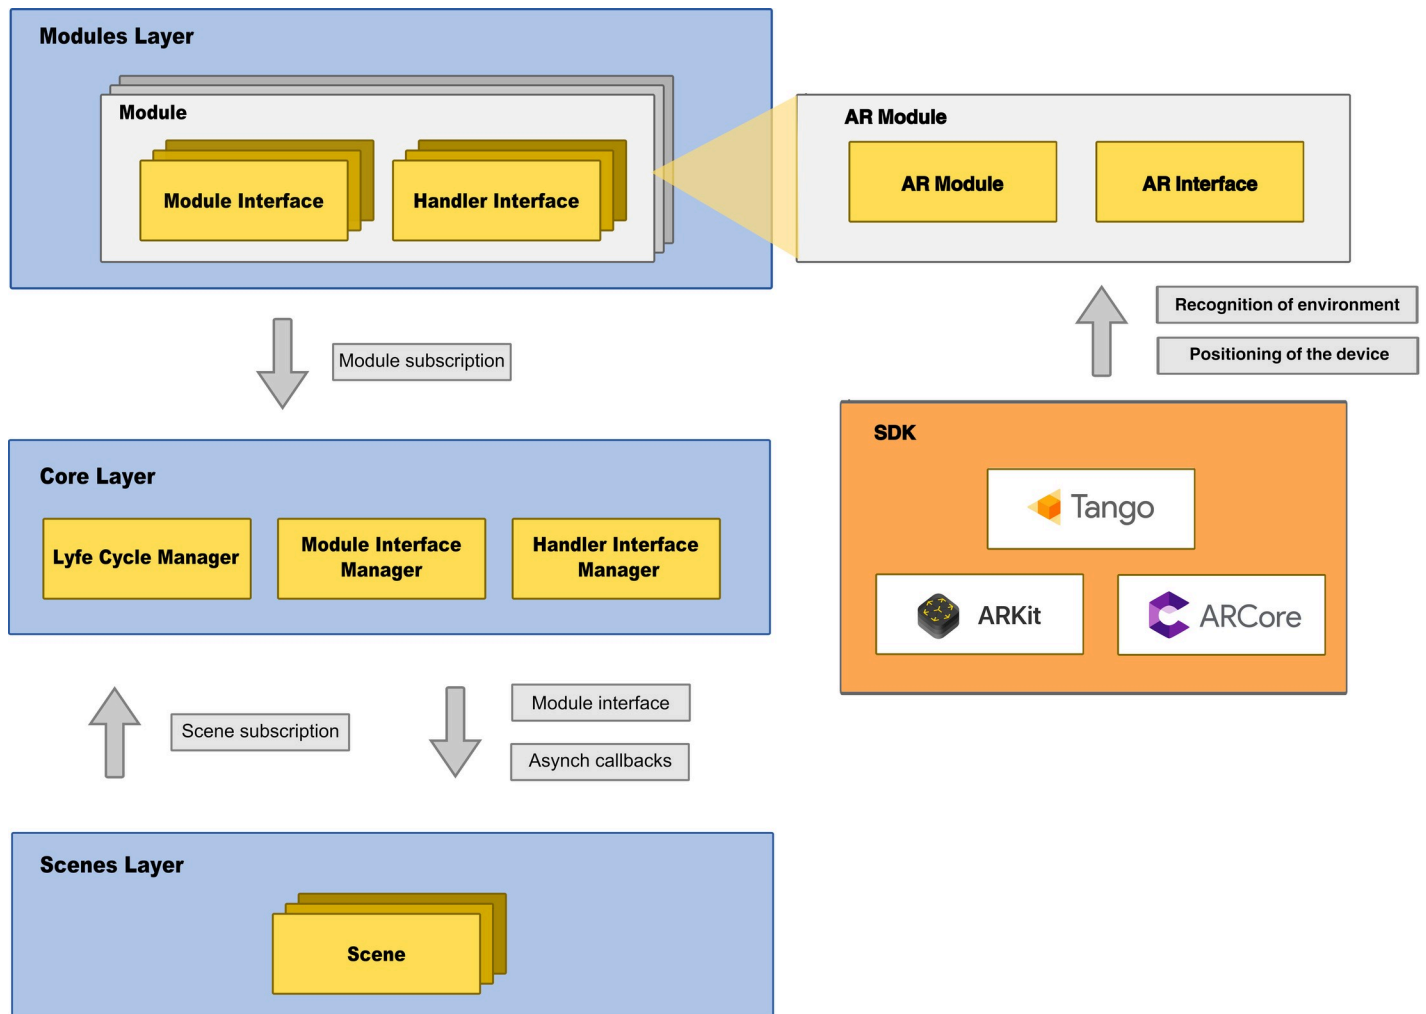 Modules Layer
Module
Module Interface
Handler Interface
AR Module
AR Module
AR Interface
Module subscription
Recognition of environment
Positioning of the device
Core Layer
Lyfe Cycle Manager
Module Interface
Manager
Handler Interface
Manager
SDK
Tango
ARKit
ARCore
Scene subscription
Module interface
Asynch callbacks
Scenes Layer
Scene